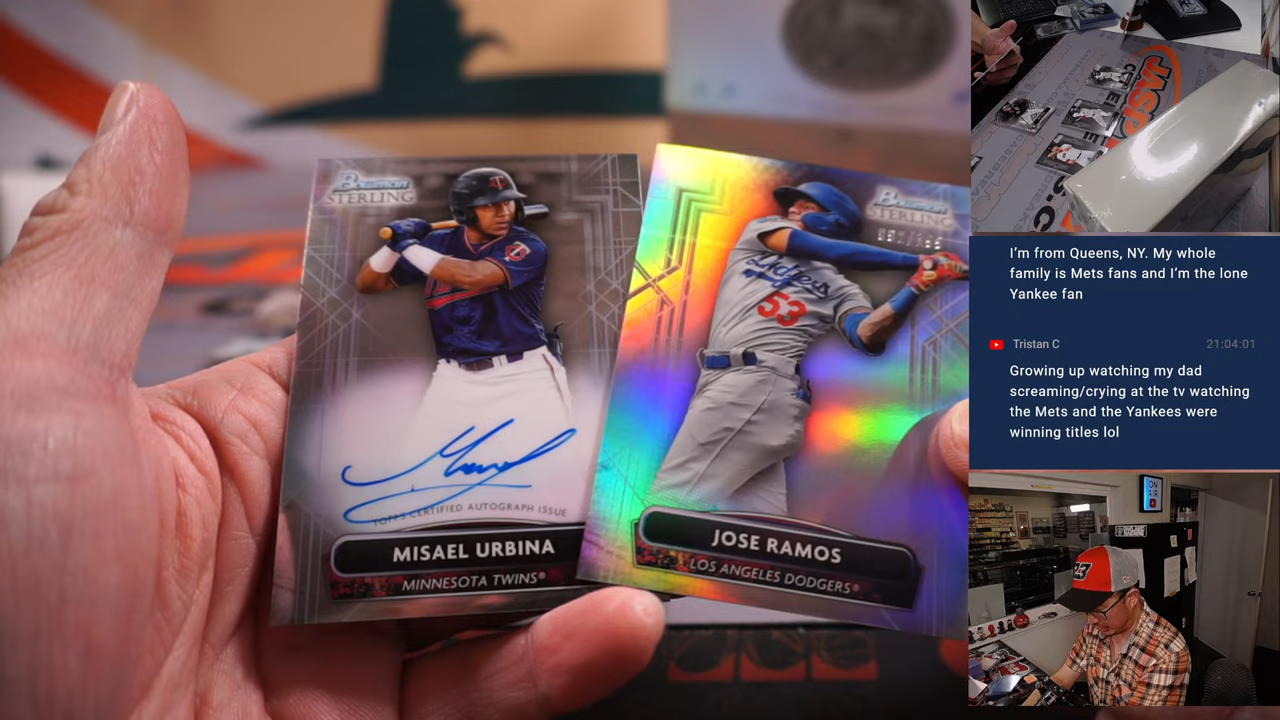 Bowman
STERLING
TOPPS CERTIFIED AUTOGRAPH ISSUE
MISAEL URBINA
MINNESOTA TWINS®
Bowman
STERLING
Dodgers
53
JOSE RAMOS
LOS ANGELES DODGERS®
JASP
I'm from Queens, NY. My whole
family is Mets fans and I'm the lone
Yankee fan
Tristan C 21:04:01
Growing up watching my dad
screaming/crying at the tv watching
the Mets and the Yankees were
winning titles lol
ON
AIR
23